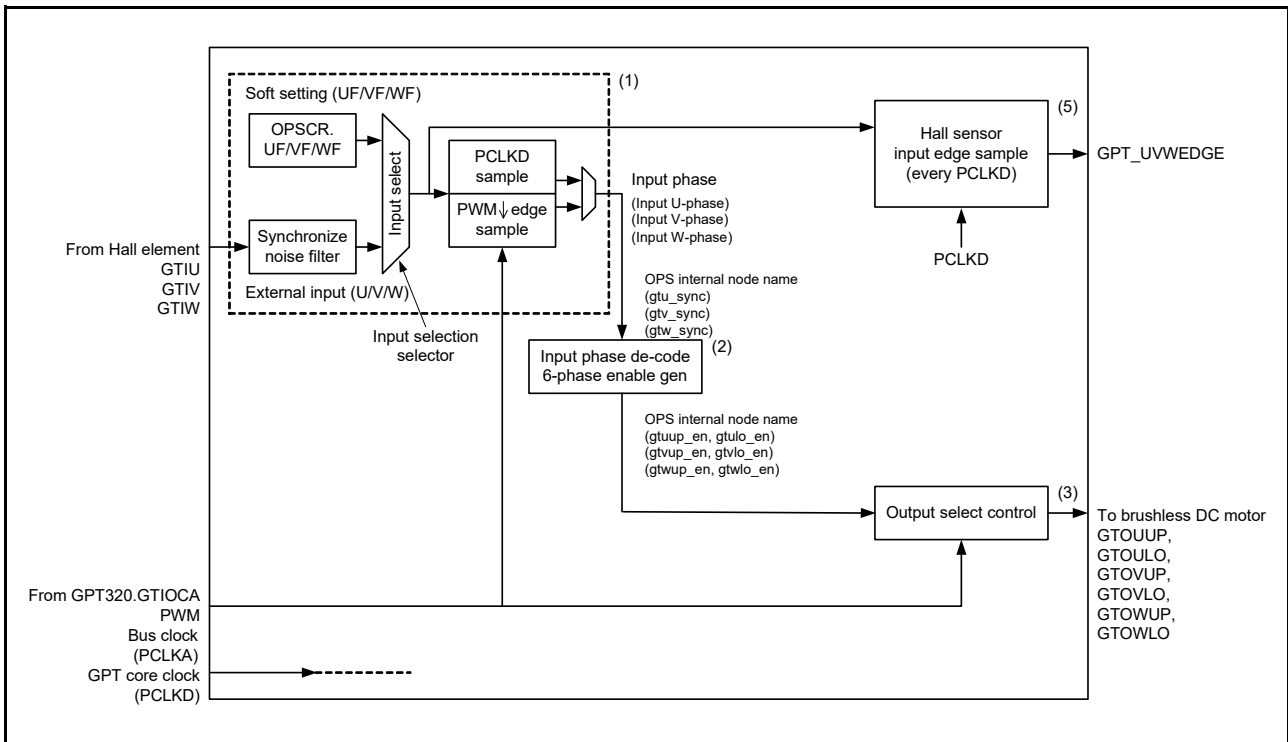 (1)
Soft setting (UF/VF/WF)
OPSCR.
UF/VF/WF
Input select
Synchronize
noise filter
External input (U/V/W)
Input selection
selector
From Hall element
GTIU
GTIV
GTIW
PCLKD
sample
PWM↓edge
sample
Input phase
(Input U-phase)
(Input V-phase)
(Input W-phase)
(5)
Hall sensor
input edge sample
(every PCLKD)
GPT_UVWEDGE
PCLKD
OPS internal node name
(gtu_sync)
(gtv_sync)
(gtw_sync)
(2)
Input phase de-code
6-phase enable gen
OPS internal node name
(gtuup_en, gtulo_en)
(gtvup_en, gtvlo_en)
(gtwup_en, gtwlo_en)
(3)
Output select control
To brushless DC motor
GTOUUP,
GTOULO,
GTOVUP,
GTOVLO,
GTOWUP,
GTOWLO
From GPT320.GTIOCA
PWM
Bus clock
(PCLKA)
GPT core clock
(PCLKD)